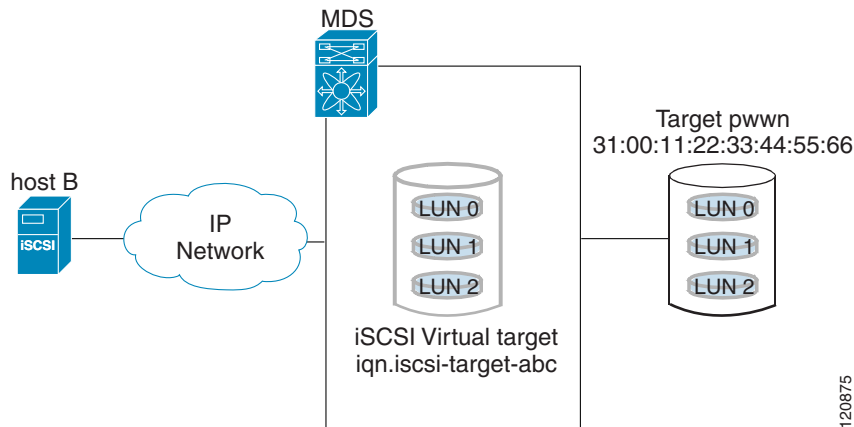 MDS
Target pwwn
31:00:11:22:33:44:55:66
host B
iSCSI
IP
Network
LUN 0
LUN 1
LUN 2
LUN 0
LUN 1
LUN 2
iSCSI Virtual target
iqn.iscsi-target-abc
120875